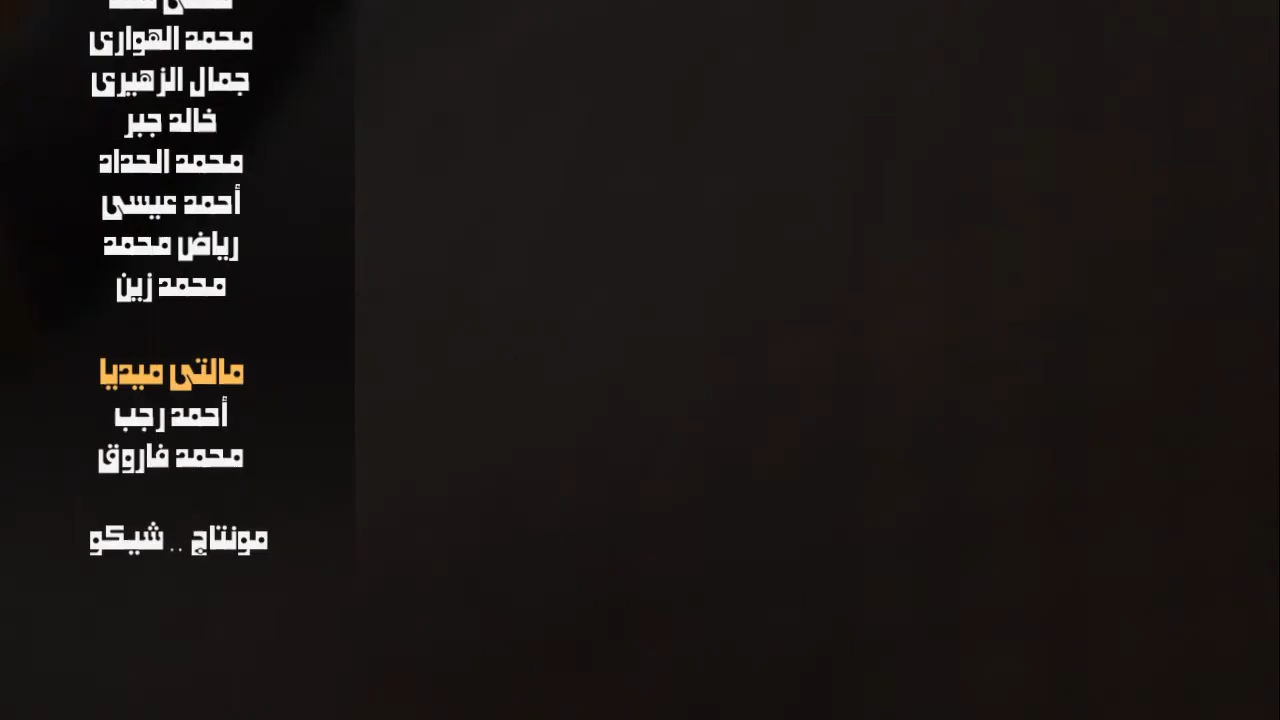 محمد الهوارى
جمال الزهيرى
خالد جبر
محمد الحداد
أحمد عيسى
رياض محمد
محمد زين
مالتى ميديا
أحمد رجب
محمد فاروق
مونتاج .. شيكو